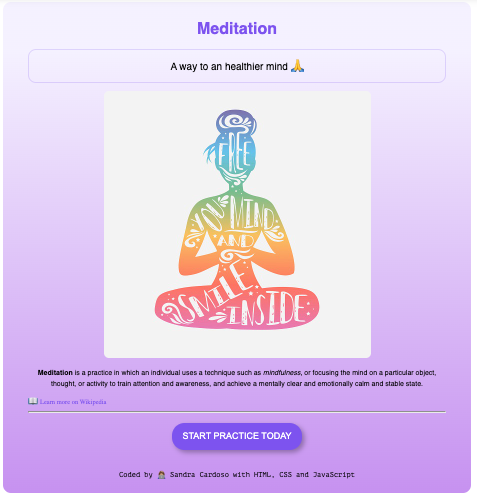 Meditation
A way to an healthier mind 🙏
FREE
YOU MIND
AND
SMILE
INSIDE
Meditation is a practice in which an individual uses a technique such as mindfulness, or focusing the mind on a particular object,
thought, or activity to train attention and awareness, and achieve a mentally clear and emotionally calm and stable state.
📖 Learn more on Wikipedia
START PRACTICE TODAY
Coded by 👩🏽‍💻 Sandra Cardoso with HTML, CSS and JavaScript